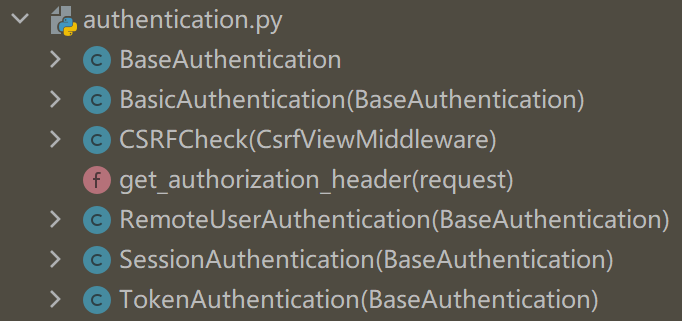 authentication.py
C BaseAuthentication
C BasicAuthentication(BaseAuthentication)
C CSRFCheck(CsrfViewMiddleware)
f get_authorization_header(request)
C RemoteUserAuthentication(BaseAuthentication)
C SessionAuthentication(BaseAuthentication)
C TokenAuthentication(BaseAuthentication)